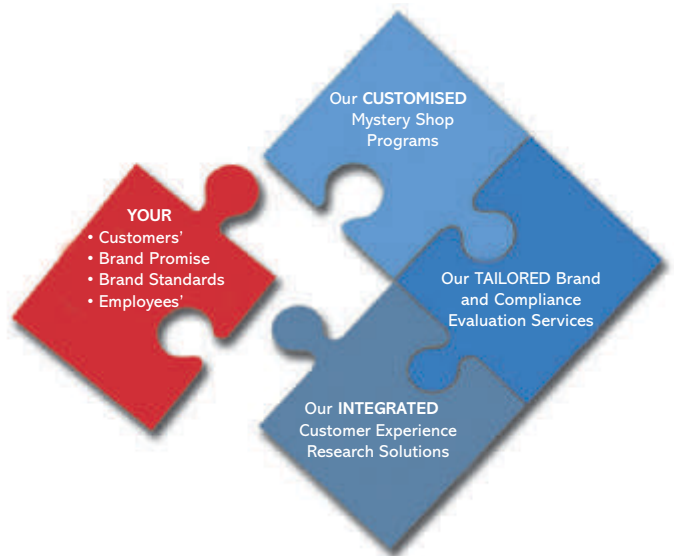 Our CUSTOMISED
Mystery Shop
Programs
YOUR
• Customers'
• Brand Promise
• Brand Standards
• Employees'
Our TAILORED Brand
and Compliance
Evaluation Services
Our INTEGRATED
Customer Experience
Research Solutions